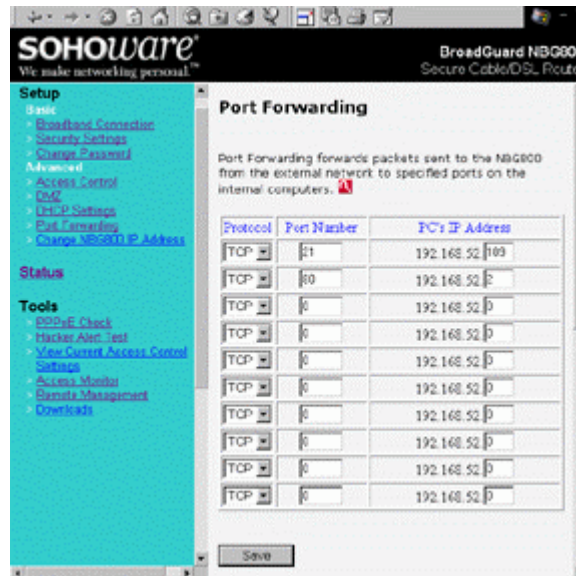 SOHOware®
We make networking personal.™
BroadGuard NBG80
Secure Cable/DSL Route
Setup
Basic
Broadband Connection
Security Settings
Change Password
Advanced
Access Control
DMZ
DHCP Settings
Port Forwarding
Change NBG800 IP Address
Status
Tools
PPPoE Check
Hacker Alert Test
View Current Access Control
Settings
Access Monitor
Remote Management
Downloads
Port Forwarding
Port Forwarding forwards packets sent to the NBG800
from the external network to specified ports on the
internal computers.
Protocol Port Number PC's IP Address
TCP 21 192.168.52.109
TCP 80 192.168.52.2
TCP 0 192.168.52.0
TCP 0 192.168.52.0
TCP 0 192.168.52.0
TCP 0 192.168.52.0
TCP 0 192.168.52.0
TCP 0 192.168.52.0
TCP 0 192.168.52.0
TCP 0 192.168.52.0
Save